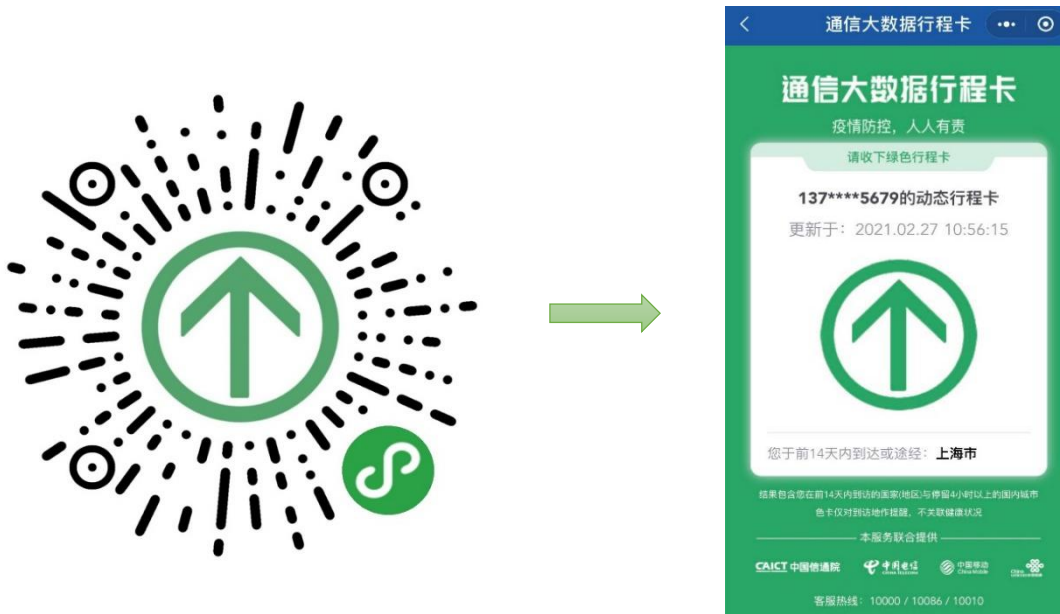 通信大数据行程卡
通信大数据行程卡
疫情防控，人人有责
请收下绿色行程卡
137****5679的动态行程卡
更新于：2021.02.27 10:56:15
您于前14天内到达或途经：上海市
结果包含您在前14天内到访的国家(地区)与停留4小时以上的国内城市
色卡仅对到访地作提醒，不关联健康状况
本服务联合提供
CAICT 中国信通院 中国电信 CHINA TELECOM 中国移动 China Mobile China
客服热线：10000 / 10086 / 10010